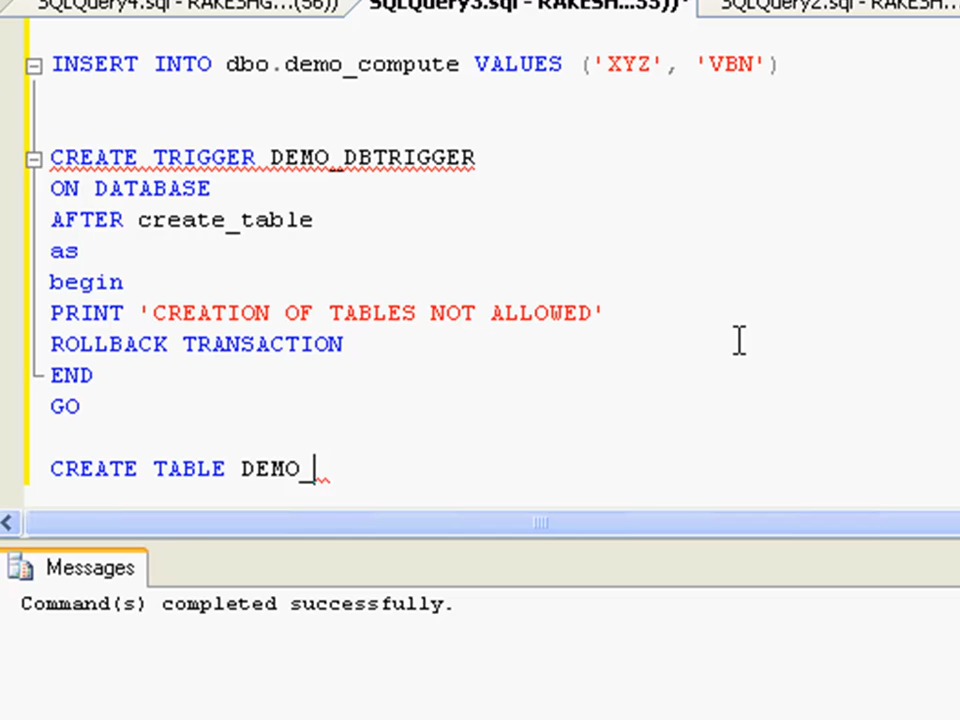 SQLQuery4.sql - RAKESHG...(56)) SQLQuery3.sql - RAKESH...55))* SQLQuery2.sql - RAKESH...
INSERT INTO dbo.demo_compute VALUES ('XYZ', 'VBN')
CREATE TRIGGER DEMO_DBTRIGGER
ON DATABASE
AFTER create_table
as
begin
PRINT 'CREATION OF TABLES NOT ALLOWED'
ROLLBACK TRANSACTION
END
GO
CREATE TABLE DEMO_
Messages
Command(s) completed successfully.